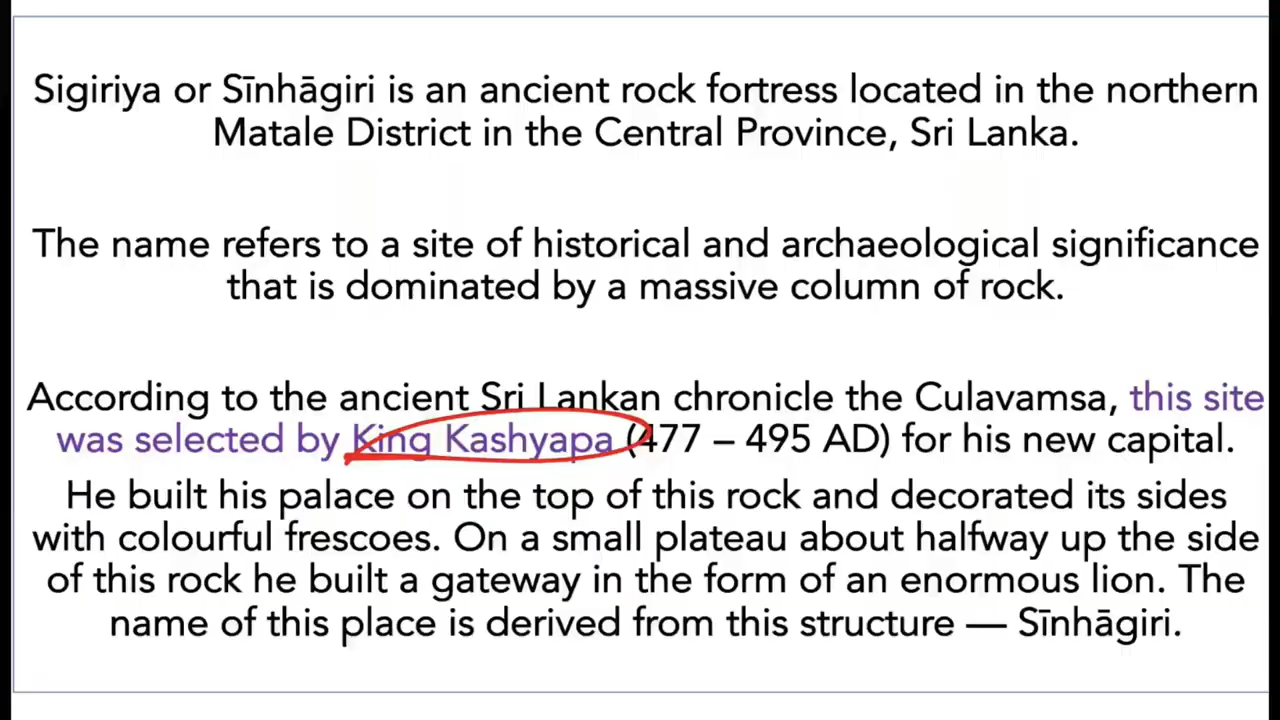 Sigiriya or Sīnhāgiri is an ancient rock fortress located in the northern
Matale District in the Central Province, Sri Lanka.
The name refers to a site of historical and archaeological significance
that is dominated by a massive column of rock.
According to the ancient Sri Lankan chronicle the Culavamsa, this site
was selected by King Kashyapa (477 – 495 AD) for his new capital.
He built his palace on the top of this rock and decorated its sides
with colourful frescoes. On a small plateau about halfway up the side
of this rock he built a gateway in the form of an enormous lion. The
name of this place is derived from this structure — Sīnhāgiri.